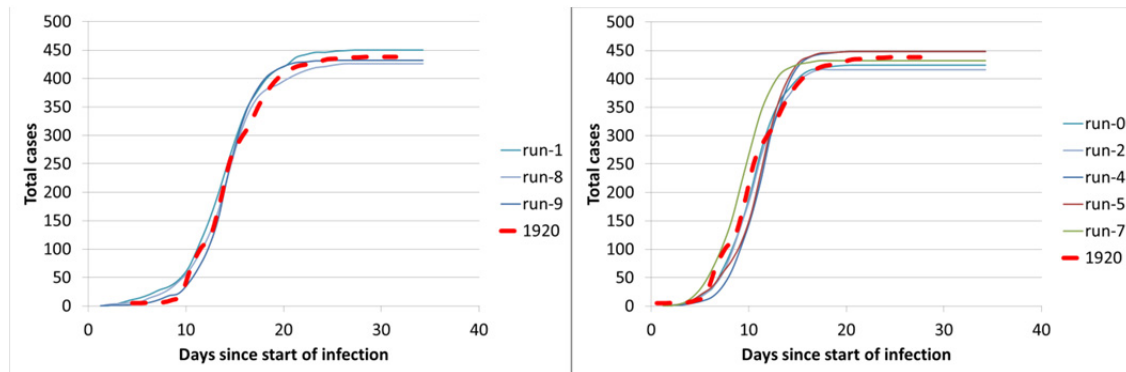 500
450
400
350
300
250
200
150
100
50
0
Total cases
0 10 20 30 40
Days since start of infection
run-1
run-8
run-9
1920
500
450
400
350
300
250
200
150
100
50
0
Total cases
0 10 20 30 40
Days since start of infection
run-0
run-2
run-4
run-5
run-7
1920